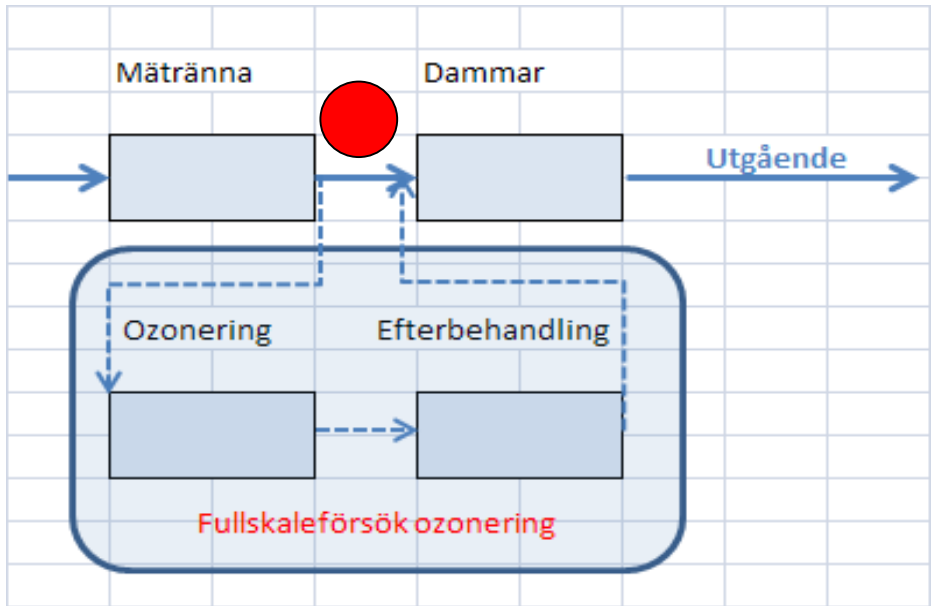 Mätränna
Dammar
Utgående
Ozonering
Efterbehandling
Fullskaleförsök ozonering